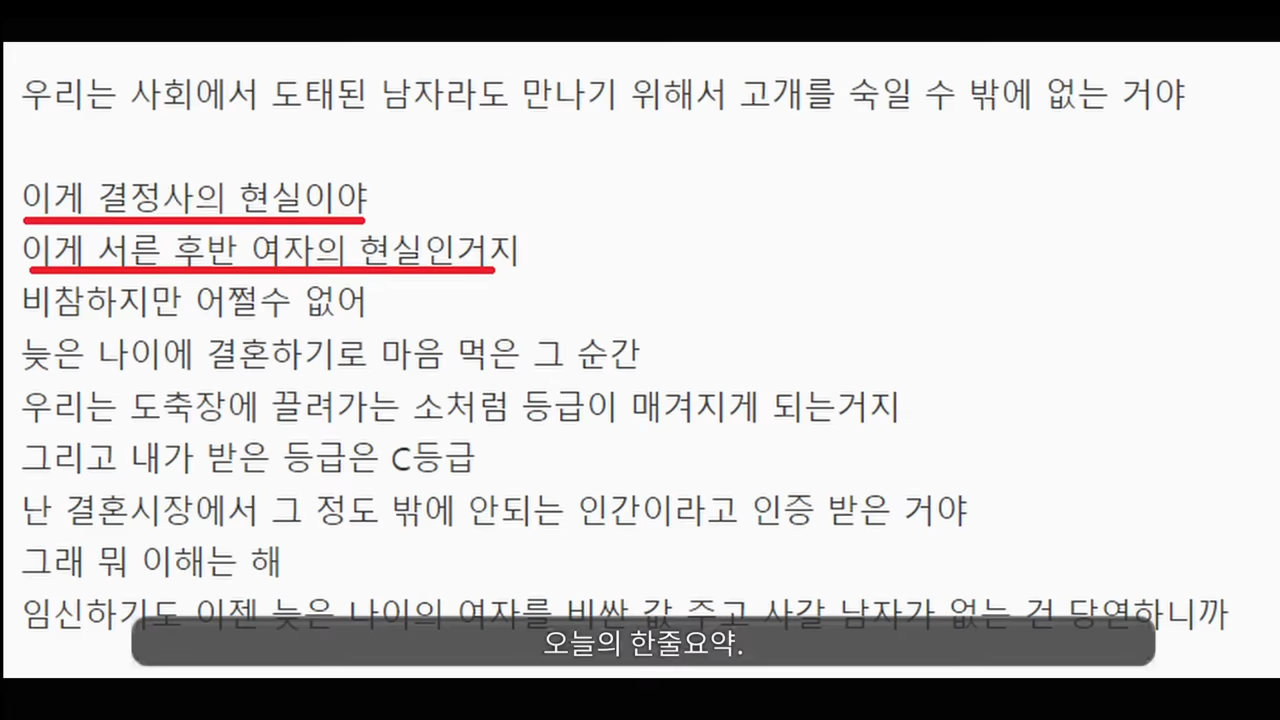 우리는 사회에서 도태된 남자라도 만나기 위해서 고개를 숙일 수 밖에 없는 거야
이게 결정사의 현실이야
이게 서른 후반 여자의 현실인거지
비참하지만 어쩔수 없어
늦은 나이에 결혼하기로 마음 먹은 그 순간
우리는 도축장에 끌려가는 소처럼 등급이 매겨지게 되는거지
그리고 내가 받은 등급은 C등급
난 결혼시장에서 그 정도 밖에 안되는 인간이라고 인증 받은 거야
그래 뭐 이해는 해
임신하기도 이젠 늦은 나이의 여자를 비싼 값 주고 사갈 남자가 없는 건 당연하니까
오늘의 한줄요약.